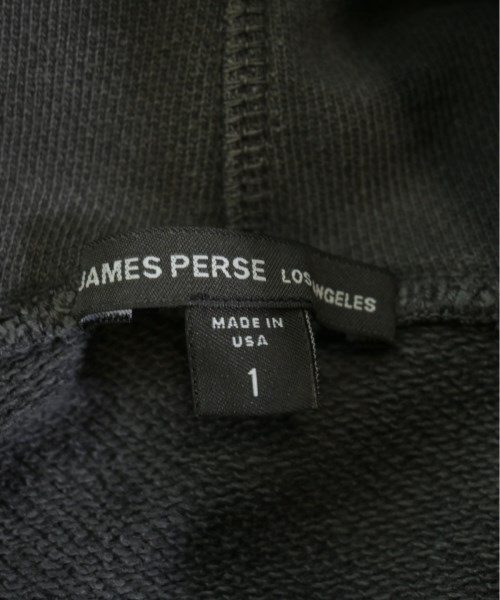 JAMES PERSE LOS ANGELES
MADE IN
USA
1